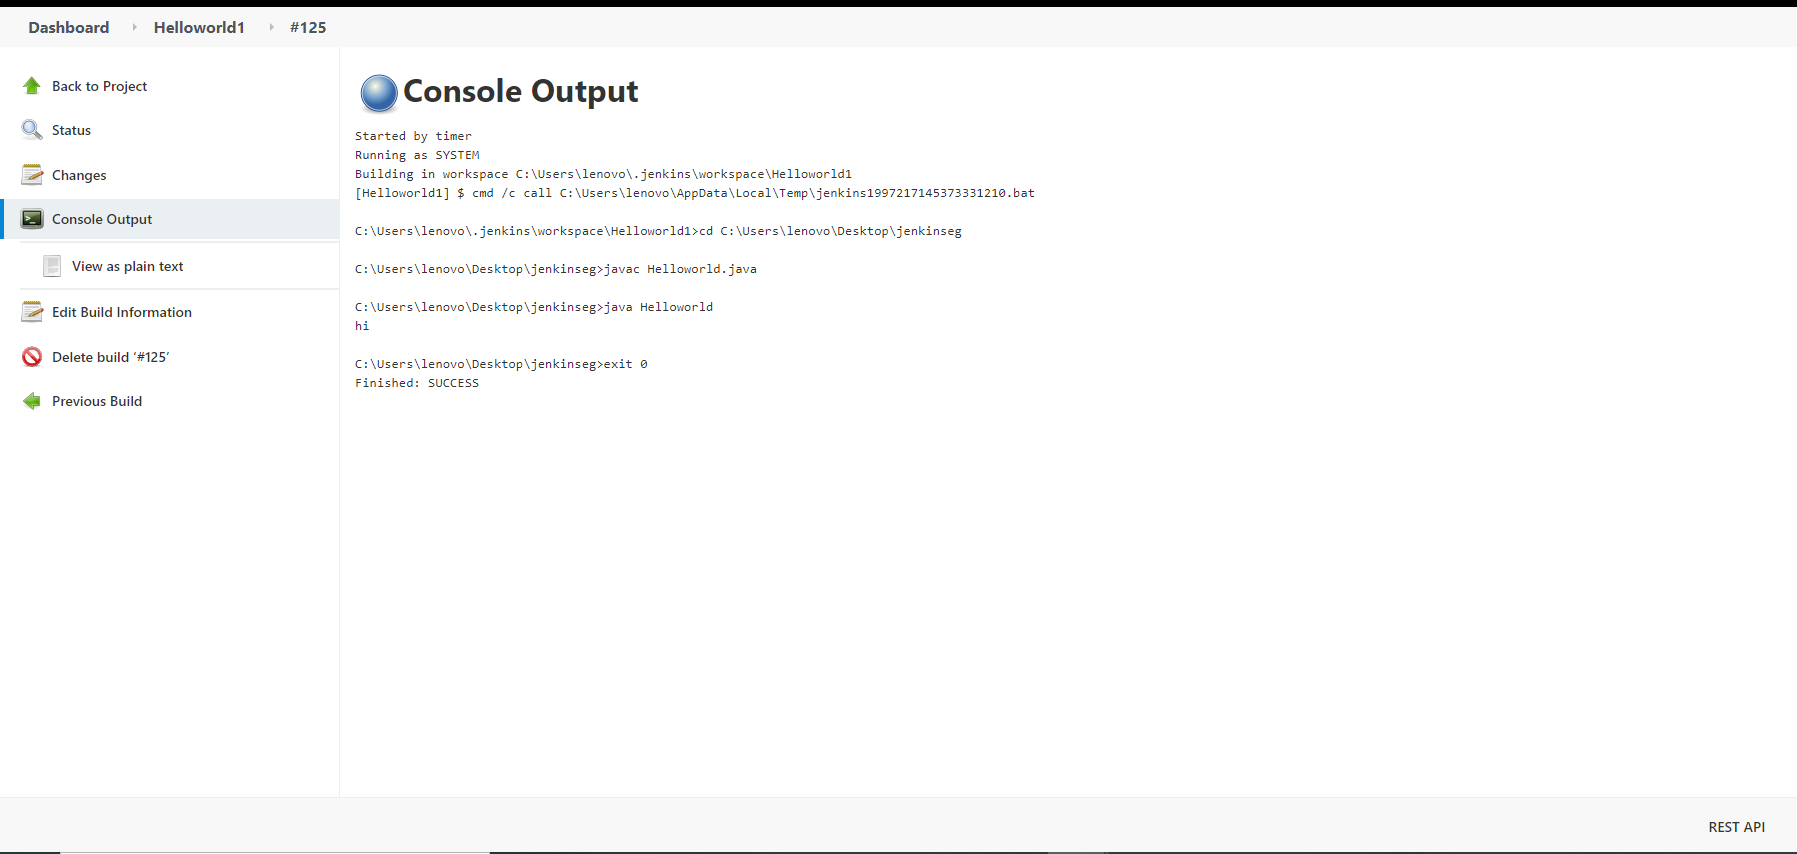 Dashboard Helloworld1 #125
Back to Project
Status
Changes
Console Output
View as plain text
Edit Build Information
Delete build ‘#125’
Previous Build
Console Output
Started by timer
Running as SYSTEM
Building in workspace C:\Users\lenovo\.jenkins\workspace\Helloworld1
[Helloworld1] $ cmd /c call C:\Users\lenovo\AppData\Local\Temp\jenkins1997217145373331210.bat
C:\Users\lenovo\.jenkins\workspace\Helloworld1>cd C:\Users\lenovo\Desktop\jenkinseg
C:\Users\lenovo\Desktop\jenkinseg>javac Helloworld.java
C:\Users\lenovo\Desktop\jenkinseg>java Helloworld
hi
C:\Users\lenovo\Desktop\jenkinseg>exit 0
Finished: SUCCESS
REST API